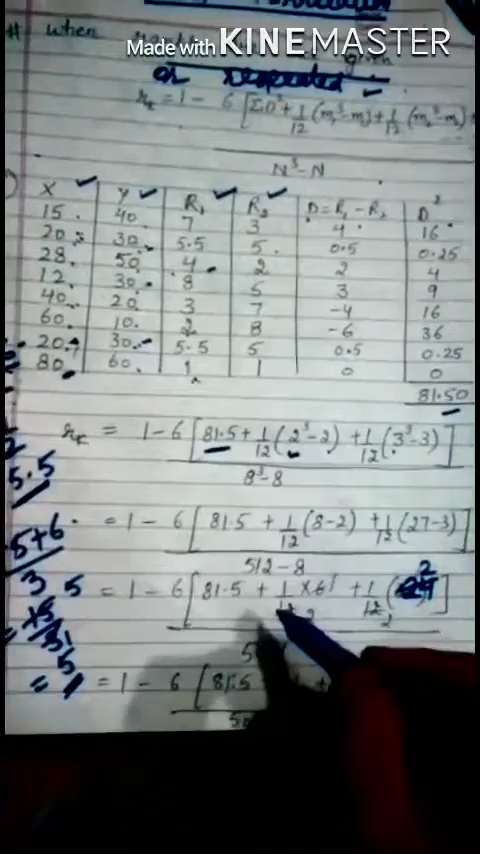 Made with KINEMASTER
# when
or repeated
= 1 - 6 [ΣD² + 1/12 (m₁³-m₁) + 1/12 (m₂³-m₂)
N³-N
X Y R₁ R₂ D = R₁ - R₂ D²
15 40 7 3 4 16
20 30 5.5 5 0.5 0.25
28 50 4 2 2 4
12 30 8 5 3 9
40 20 3 7 -4 16
60 10 2 8 -6 36
20 30 5.5 5 0.5 0.25
80 60 1 1 0 0
81.50
= 1-6 [81.5 + 1/12 (2³-2) + 1/12 (3³-3)]
8³-8
5.5
= 1 - 6 [81.5 + 1/12 (8-2) + 1/12 (27-3)]
512-8
5+6
3
= 1 - 6 [81.5 + 1/12 × 6 + 1/12 (24)]
= 5
= 1 - 6 [81.5